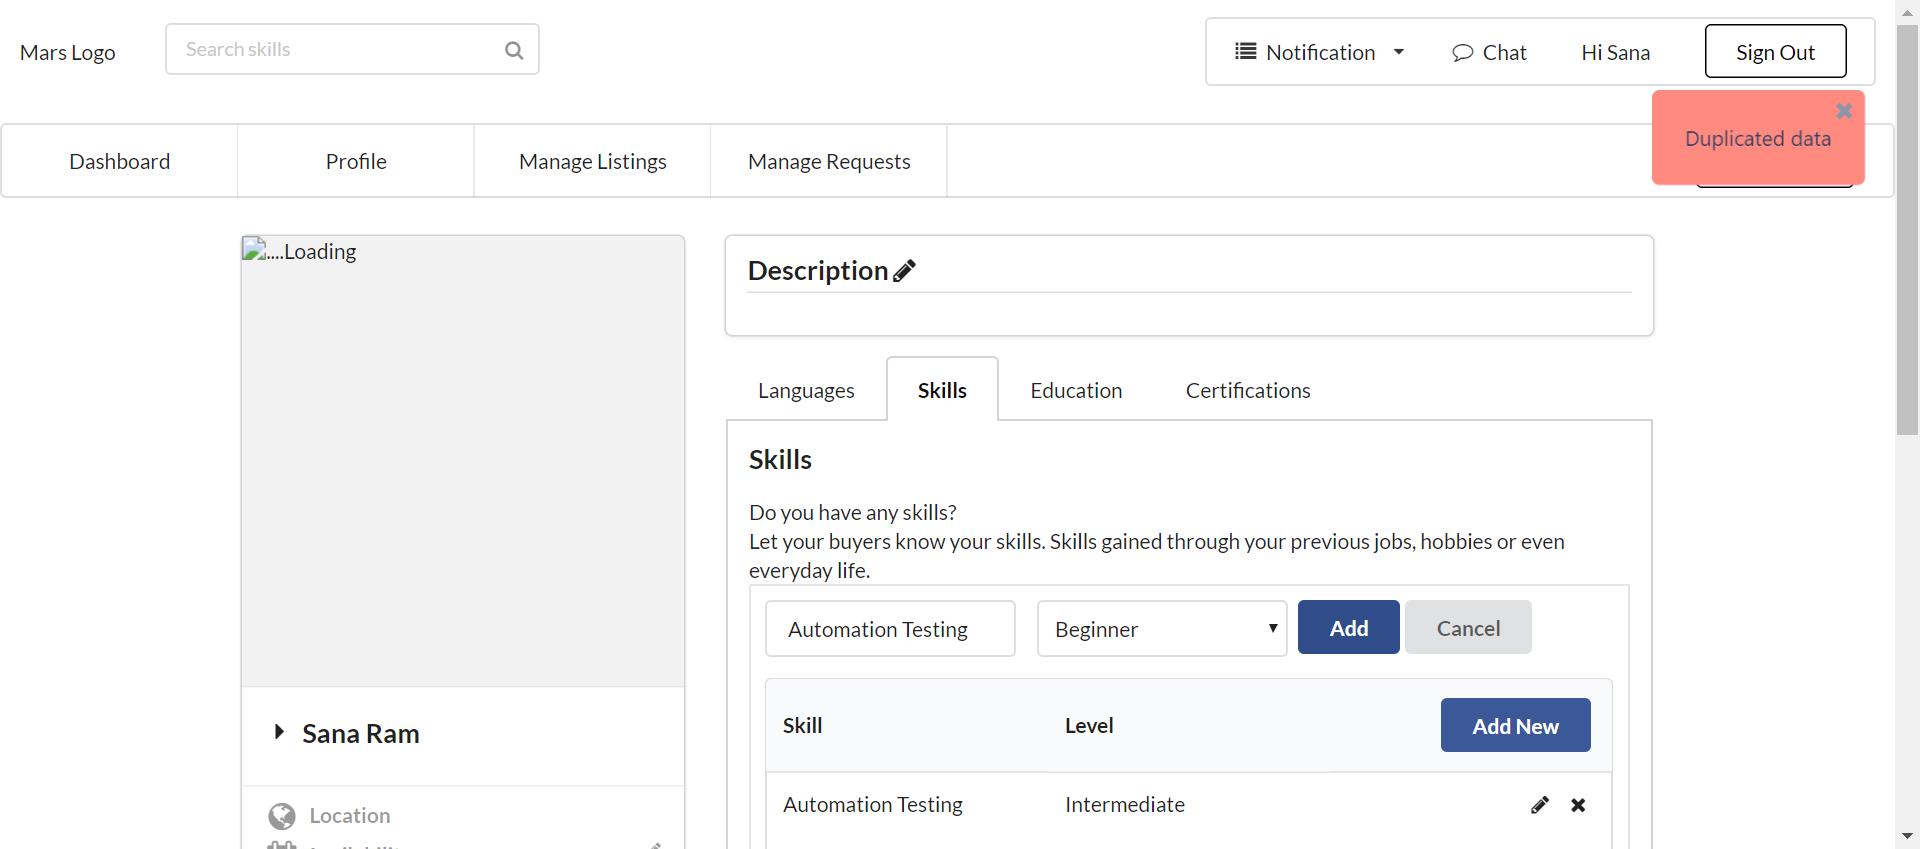 Mars Logo
Search skills
Notification
Chat
Hi Sana
Sign Out
Duplicated data
Dashboard
Profile
Manage Listings
Manage Requests
....Loading
Description
Languages
Skills
Education
Certifications
Skills
Do you have any skills?
Let your buyers know your skills. Skills gained through your previous jobs, hobbies or even
everyday life.
Automation Testing
Beginner
Add
Cancel
Skill
Level
Add New
Automation Testing
Intermediate
Sana Ram
Location